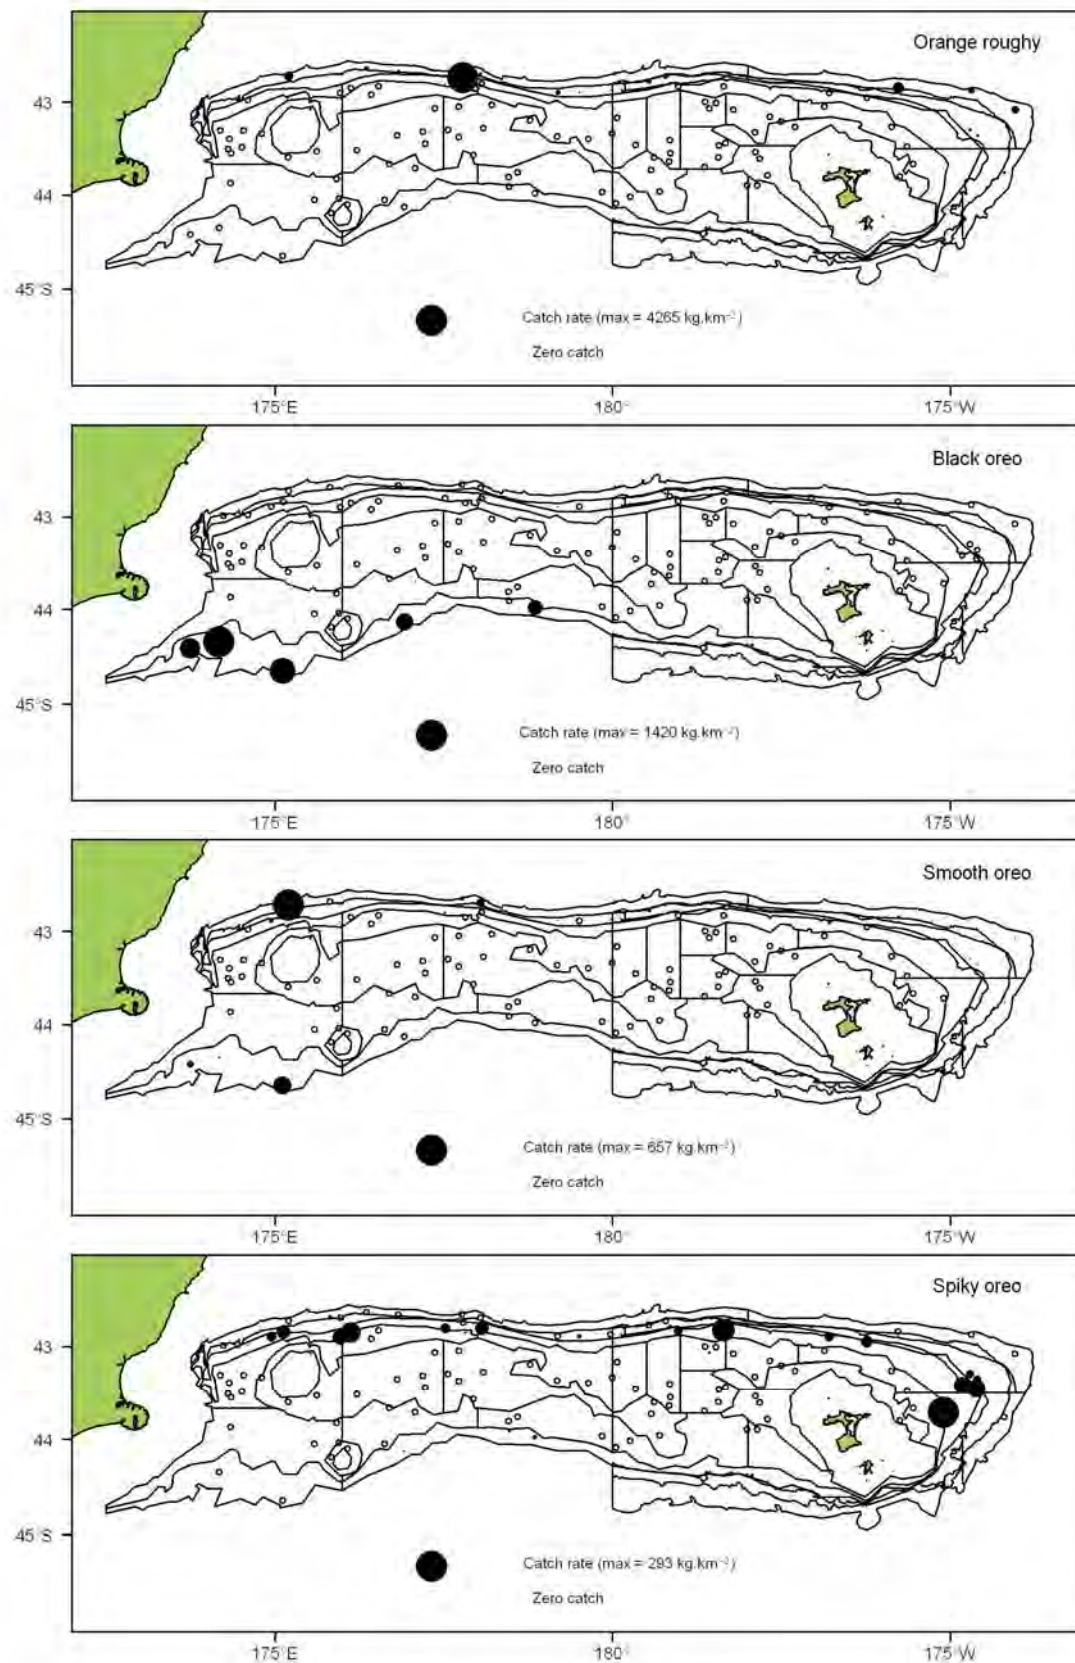 Orange roughy
43
44
45°S
Catch rate (max = 4265 kg.km⁻²)
Zero catch
175°E
180°
175°W
Black oreo
43
44
45°S
Catch rate (max = 1420 kg.km⁻²)
Zero catch
175°E
180°
175°W
Smooth oreo
43
44
45°S
Catch rate (max = 657 kg.km⁻²)
Zero catch
175°E
180°
175°W
Spiky oreo
43
44
45°S
Catch rate (max = 293 kg.km⁻²)
Zero catch
175°E
180°
175°W